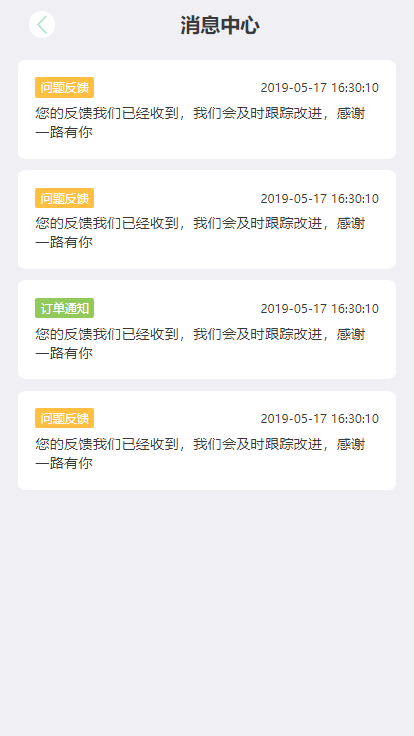 消息中心
问题反馈 2019-05-17 16:30:10
您的反馈我们已经收到，我们会及时跟踪改进，感谢
一路有你
问题反馈 2019-05-17 16:30:10
您的反馈我们已经收到，我们会及时跟踪改进，感谢
一路有你
订单通知 2019-05-17 16:30:10
您的反馈我们已经收到，我们会及时跟踪改进，感谢
一路有你
问题反馈 2019-05-17 16:30:10
您的反馈我们已经收到，我们会及时跟踪改进，感谢
一路有你